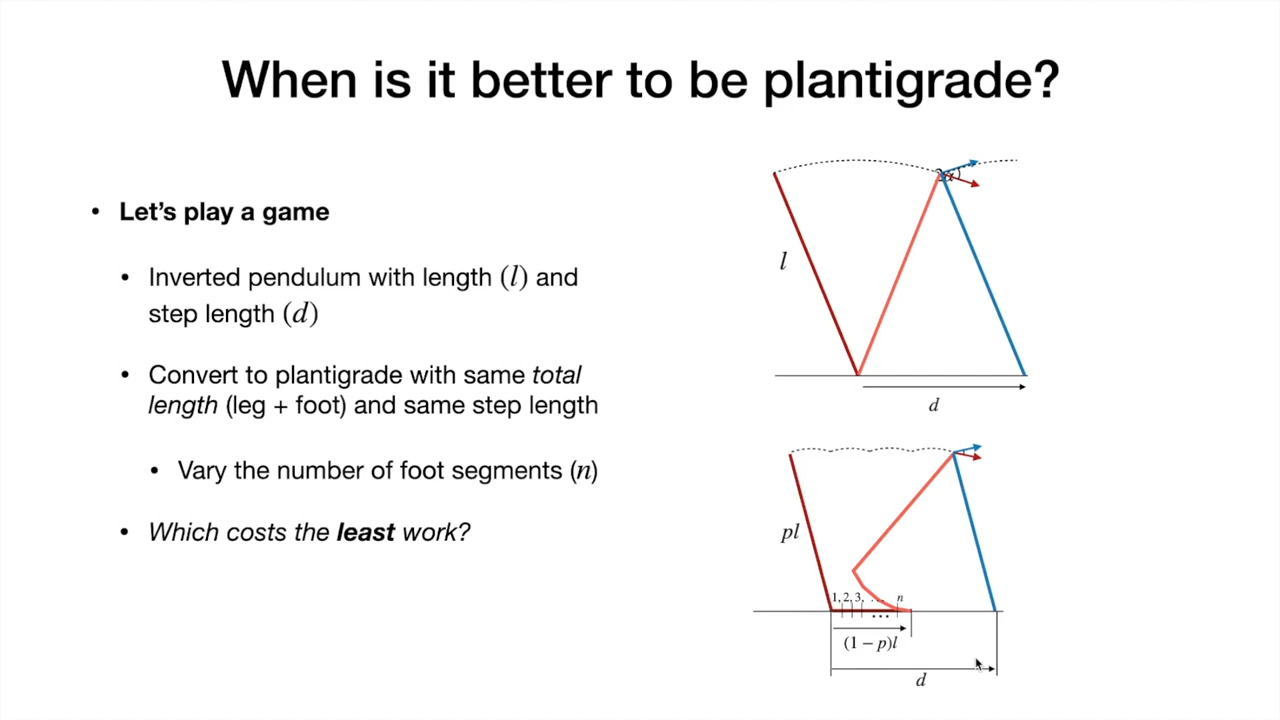 When is it better to be plantigrade?
• Let's play a game
• Inverted pendulum with length (l) and
step length (d)
• Convert to plantigrade with same total
length (leg + foot) and same step length
• Vary the number of foot segments (n)
• Which costs the least work?
l
d
pl
1, 2, 3, . . . n
...
(1 − p)l
d